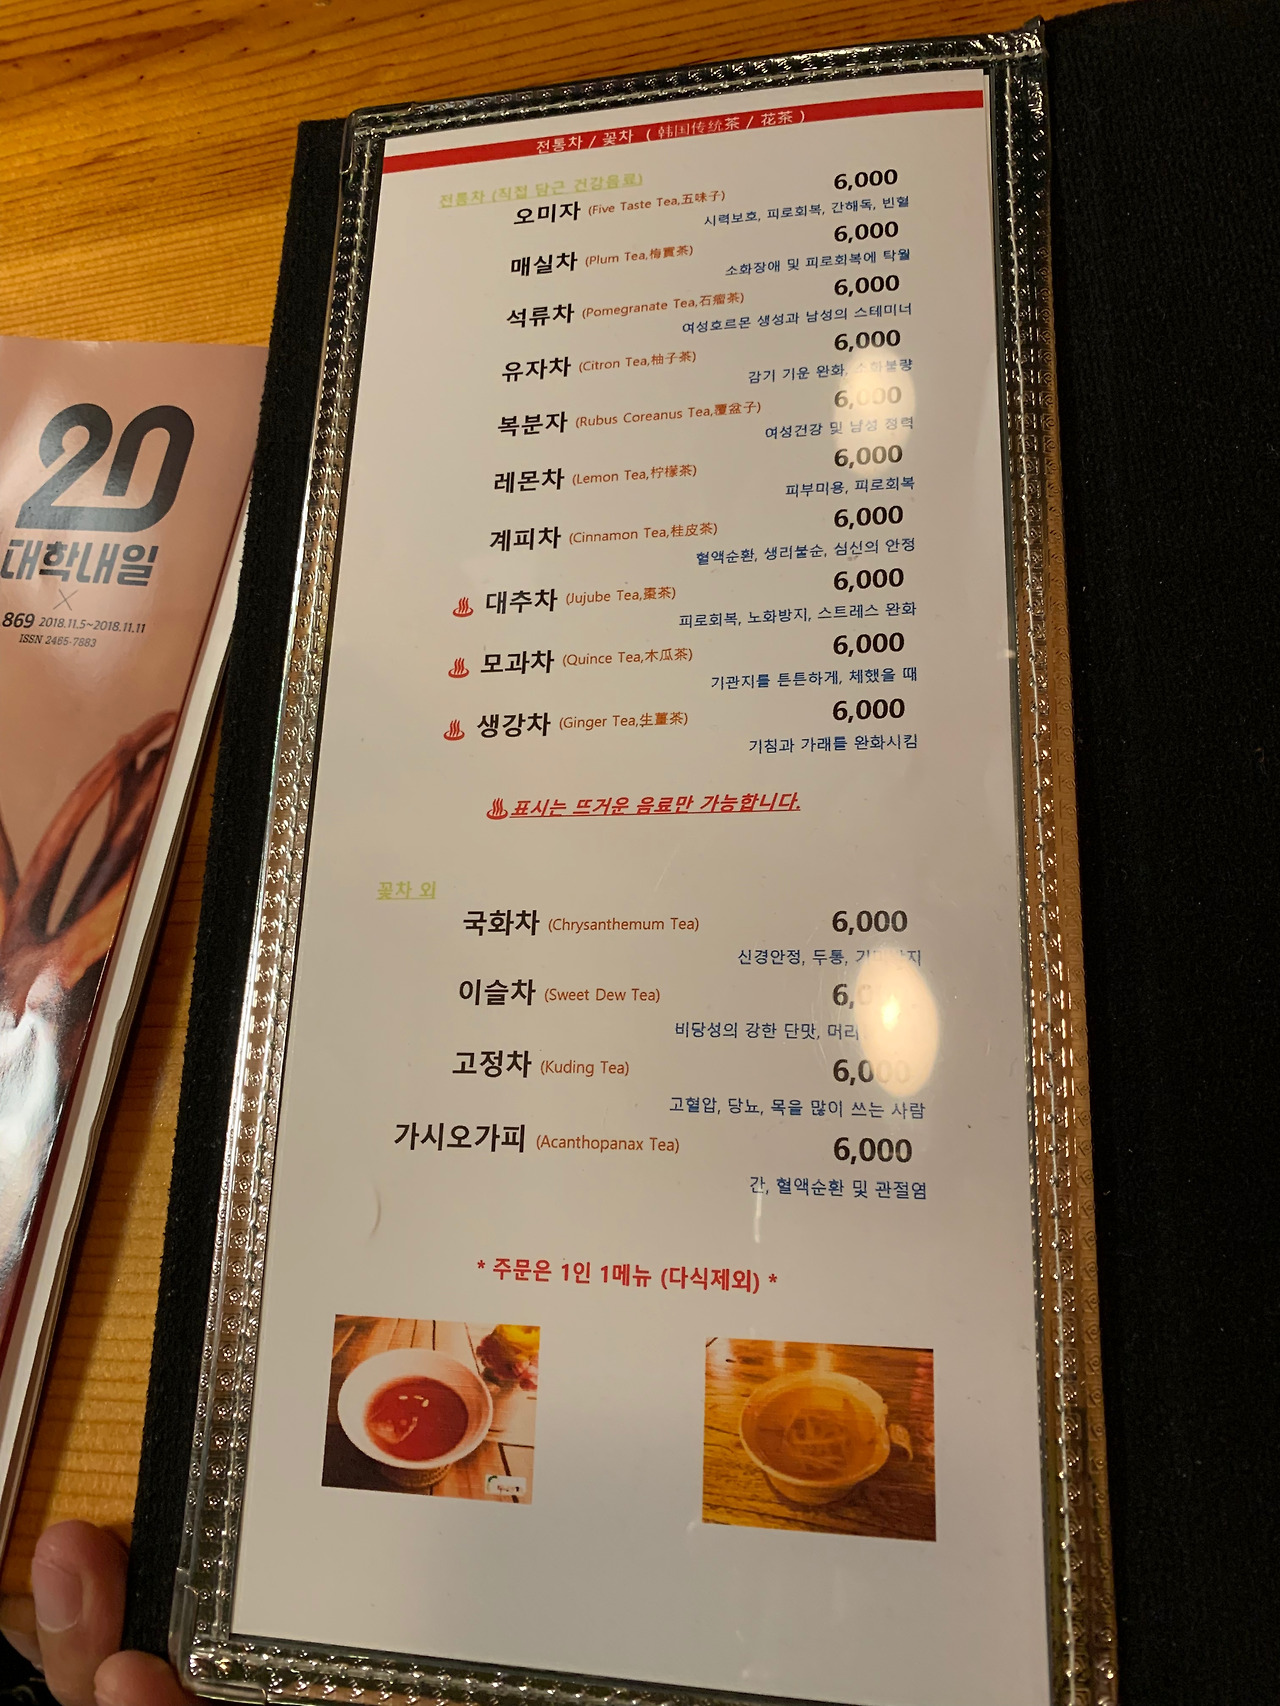 전통차 / 꽃차 ( 韩国传统茶 / 花茶 )
전통차 (직접 담근 건강음료)
오미자 (Five Taste Tea,五味子) 6,000
시력보호, 피로회복, 간해독, 빈혈
매실차 (Plum Tea,梅實茶) 6,000
소화장애 및 피로회복에 탁월
석류차 (Pomegranate Tea,石瘤茶) 6,000
여성호르몬 생성과 남성의 스테미너
유자차 (Citron Tea,柚子茶) 6,000
감기 기운 완화, 소화불량
복분자 (Rubus Coreanus Tea,覆盆子) 6,000
여성건강 및 남성 정력
레몬차 (Lemon Tea,柠檬茶) 6,000
피부미용, 피로회복
계피차 (Cinnamon Tea,桂皮茶) 6,000
혈액순환, 생리불순, 심신의 안정
대추차 (Jujube Tea,棗茶) 6,000
피로회복, 노화방지, 스트레스 완화
모과차 (Quince Tea,木瓜茶) 6,000
기관지를 튼튼하게, 체했을 때
생강차 (Ginger Tea,生薑茶) 6,000
기침과 가래를 완화시킴
표시는 뜨거운 음료만 가능합니다.
꽃차 외
국화차 (Chrysanthemum Tea) 6,000
신경안정, 두통,
이슬차 (Sweet Dew Tea)
비당성의 강한 단맛,
고정차 (Kuding Tea) 6,000
고혈압, 당뇨, 목을 많이 쓰는 사람
가시오가피 (Acanthopanax Tea) 6,000
간, 혈액순환 및 관절염
* 주문은 1인 1메뉴 (다식제외) *
20
대학내일
×
869 2018.11.5~2018.11.11
ISSN 2465-7883